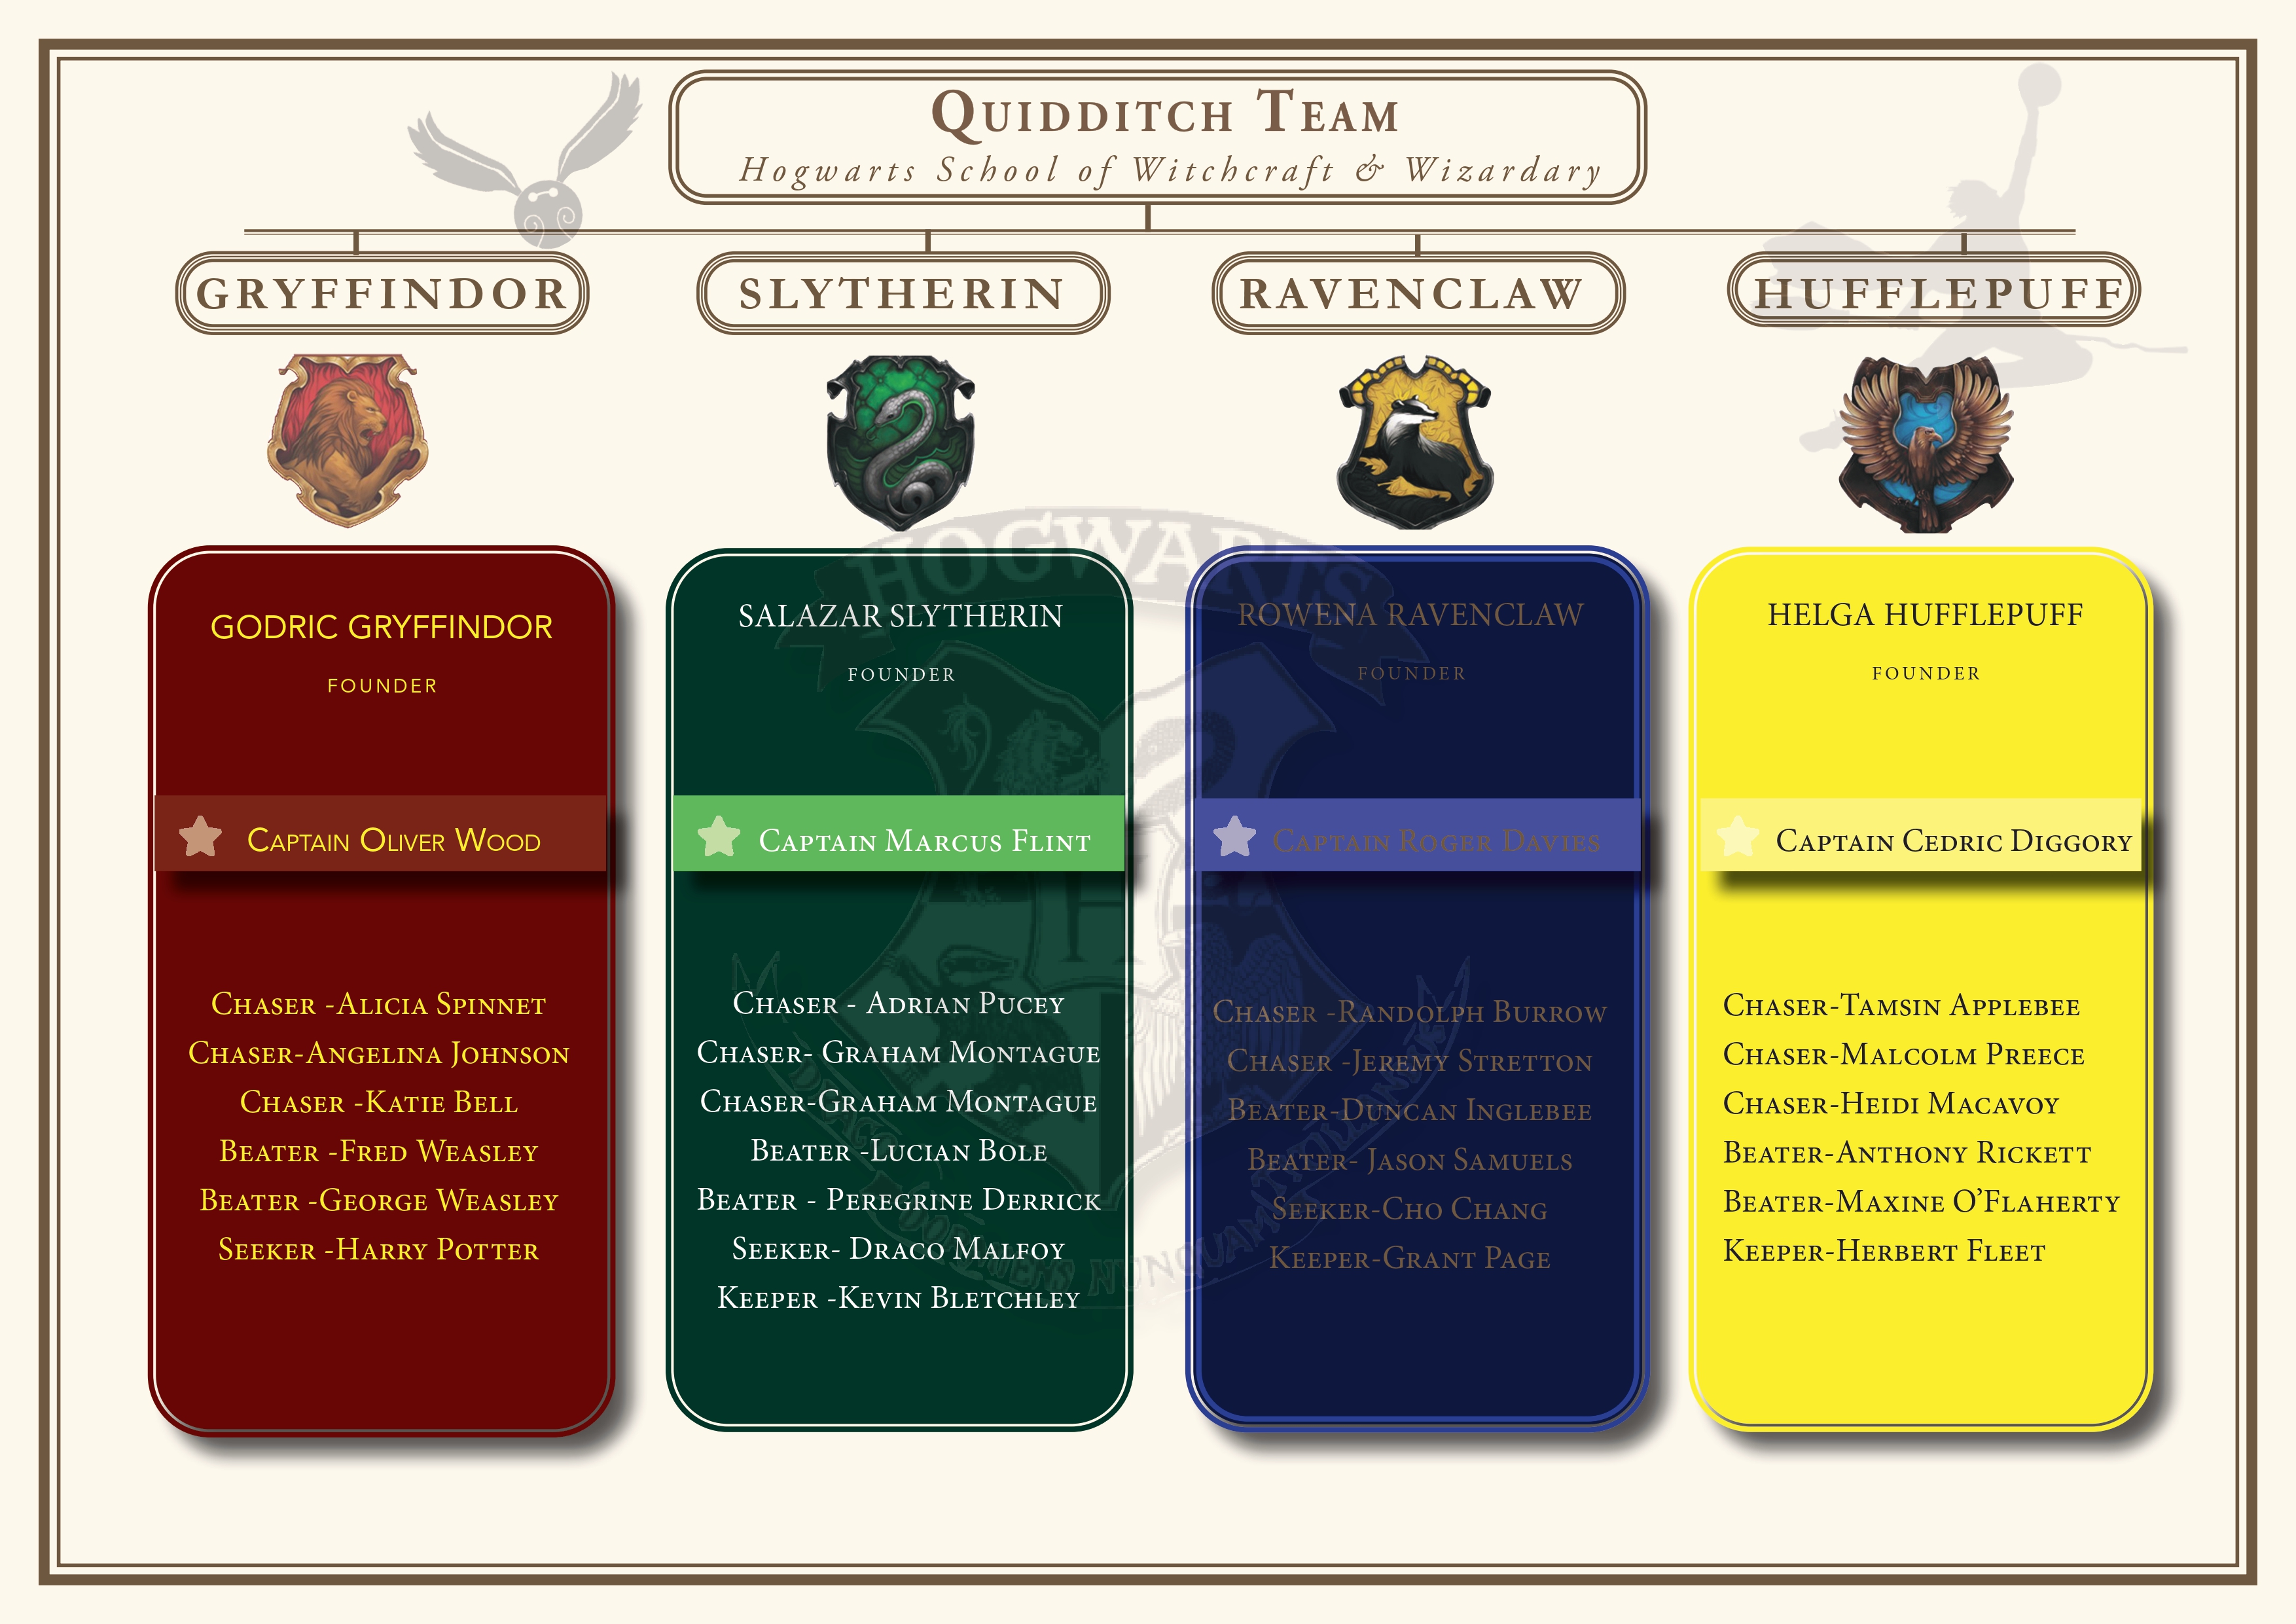 Quidditch Team
Hogwarts School of Witchcraft & Wizardary
GRYFFINDOR
SLYTHERIN
RAVENCLAW
HUFFLEPUFF
HOGWARTS
GODRIC GRYFFINDOR
FOUNDER
Captain Oliver Wood
Chaser -Alicia Spinnet
Chaser-Angelina Johnson
Chaser -Katie Bell
Beater -Fred Weasley
Beater -George Weasley
Seeker -Harry Potter
SALAZAR SLYTHERIN
FOUNDER
Captain Marcus Flint
Chaser - Adrian Pucey
Chaser- Graham Montague
Chaser-Graham Montague
Beater -Lucian Bole
Beater - Peregrine Derrick
Seeker- Draco Malfoy
Keeper -Kevin Bletchley
ROWENA RAVENCLAW
FOUNDER
Captain Roger Davies
Chaser -Randolph Burrow
Chaser -Jeremy Stretton
Beater-Duncan Inglebee
Beater- Jason Samuels
Seeker-Cho Chang
Keeper-Grant Page
HELGA HUFFLEPUFF
FOUNDER
Captain Cedric Diggory
Chaser-Tamsin Applebee
Chaser-Malcolm Preece
Chaser-Heidi Macavoy
Beater-Anthony Rickett
Beater-Maxine O’Flaherty
Keeper-Herbert Fleet
NUNQUAM